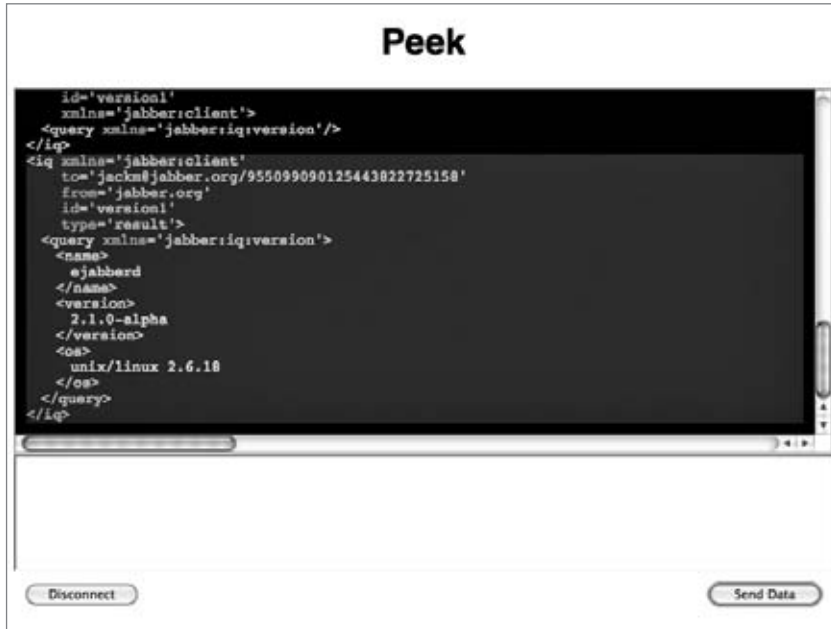 Peek
id='version1'
xmlns='jabber:client'>
<query xmlns='jabber:iq:version'/>
</iq>
<iq xmlns='jabber:client'
to='jackm@jabber.org/955099090125443822725158'
from='jabber.org'
id='version1'
type='result'>
<query xmlns='jabber:iq:version'>
<name>
ejabberd
</name>
<version>
2.1.0-alpha
</version>
<os>
unix/linux 2.6.18
</os>
</query>
</iq>
Disconnect
Send Data